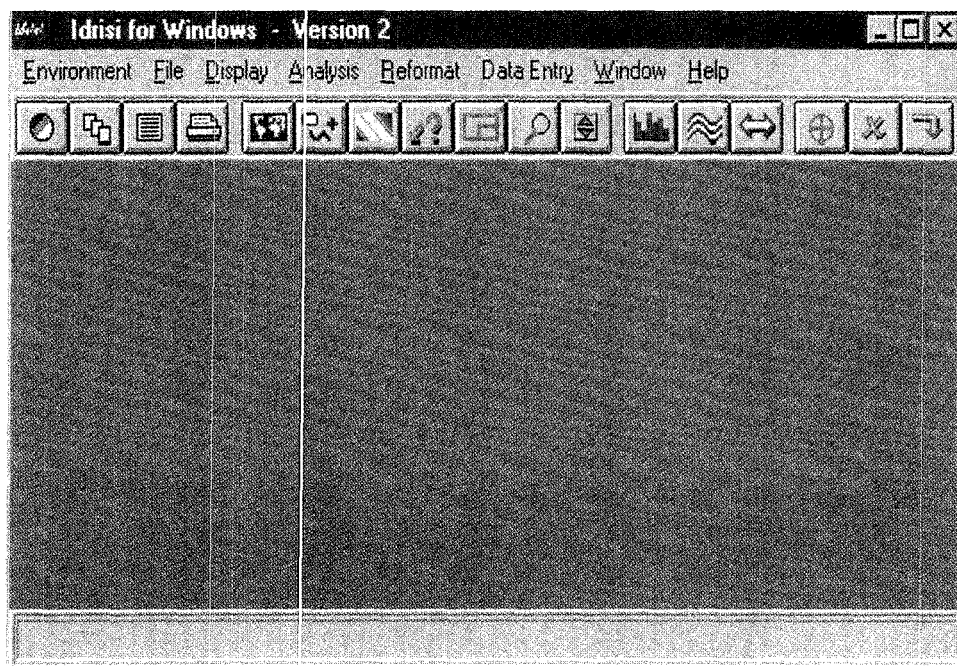 Idrisi for Windows - Version 2
Environment File Display Analysis Reformat Data Entry Window Help